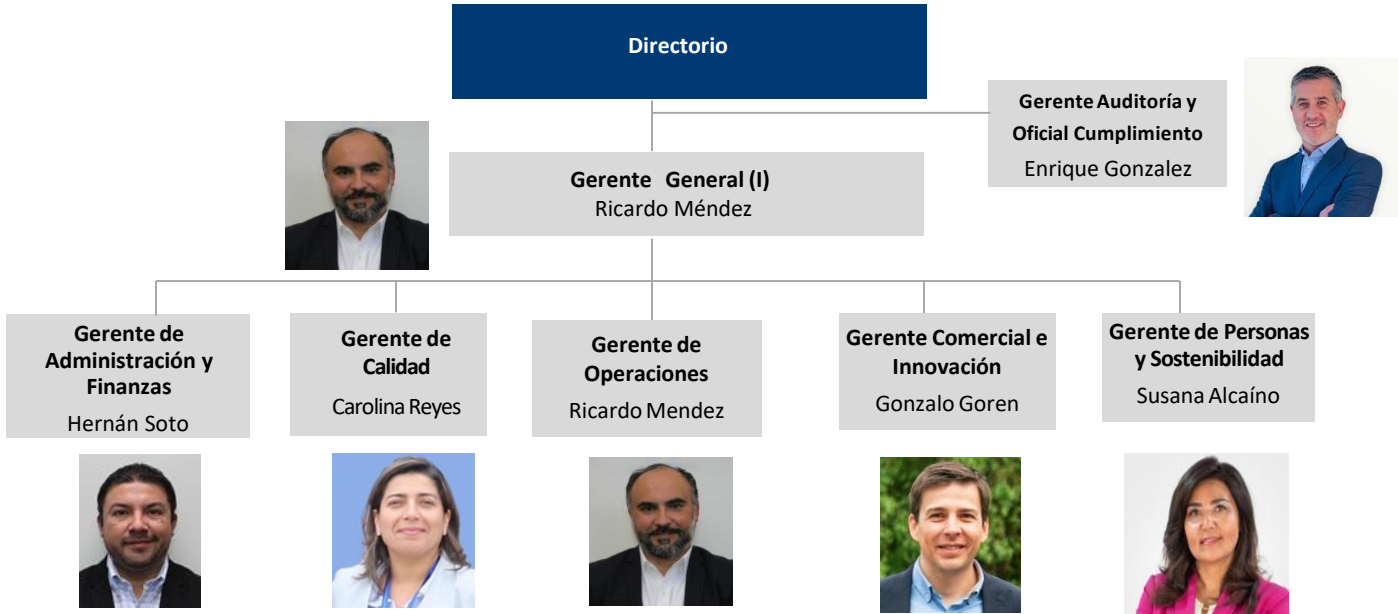 Directorio
Gerente Auditoría y
Oficial Cumplimiento
Enrique Gonzalez
Gerente General (I)
Ricardo Méndez
Gerente de
Administración y
Finanzas
Hernán Soto
Gerente de
Calidad
Carolina Reyes
Gerente de
Operaciones
Ricardo Mendez
Gerente Comercial e
Innovación
Gonzalo Goren
Gerente de Personas
y Sostenibilidad
Susana Alcaíno